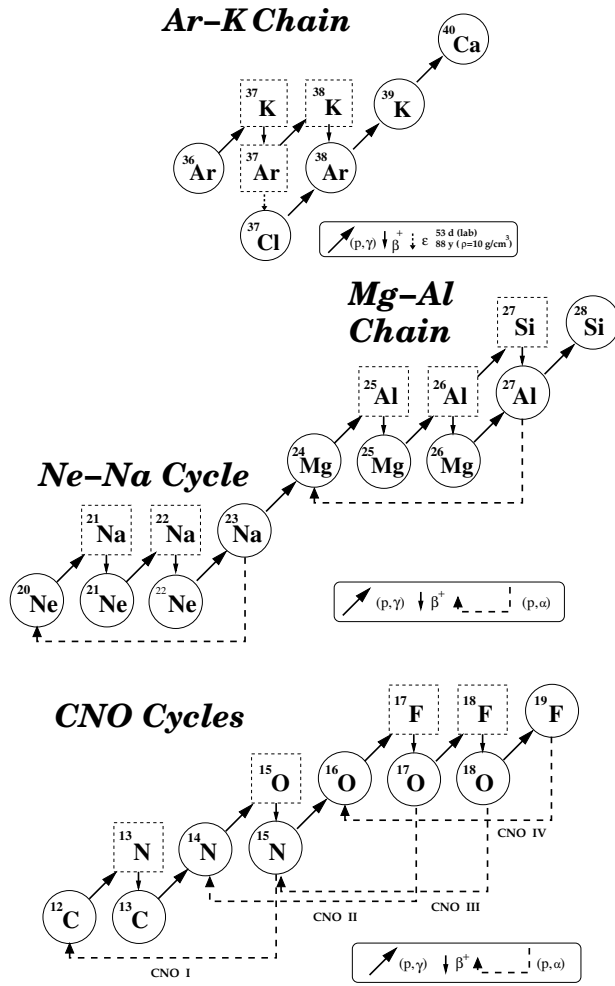 Ar–K Chain
40Ca
39K
37K
38K
36Ar
37Ar
38Ar
37Cl
(p,γ) β+ ε 53 d (lab)
88 y (ρ=10 g/cm3)
Mg–Al
Chain
27Si
28Si
25Al
26Al
27Al
24Mg
25Mg
26Mg
Ne–Na Cycle
21Na
22Na
23Na
20Ne
21Ne
22Ne
(p,γ) β+ (p,α)
CNO Cycles
17F
18F
19F
15O
16O
17O
18O
13N
14N
15N
CNO IV
12C
13C
CNO II
CNO III
CNO I
(p,γ) β+ (p,α)